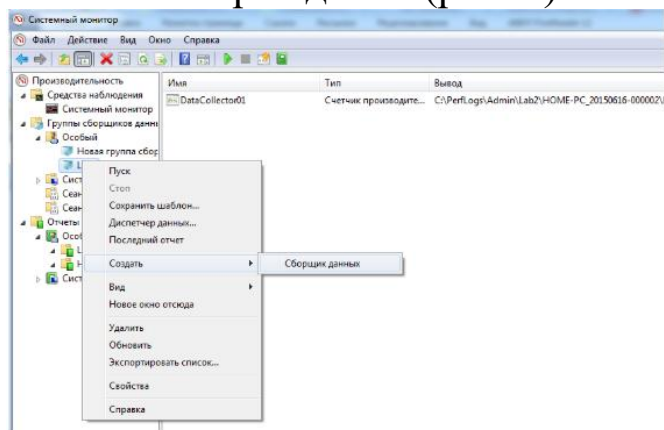 Системный монитор
Файл Действие Вид Окно Справка
Производительность
Средства наблюдения
Системный монитор
Группы сборщиков данн
Особый
Новая группа сбор
L
Сист
Сеан
Сеан
Отчеты
Особ
L
Н
Сист
Имя Тип Вывод
DataCollector01 Счетчик производите... C:\PerfLogs\Admin\Lab2\HOME-PC_20150616-000002\
Пуск
Стоп
Сохранить шаблон...
Диспетчер данных...
Последний отчет
Создать
Сборщик данных
Вид
Новое окно отсюда
Удалить
Обновить
Экспортировать список...
Свойства
Справка